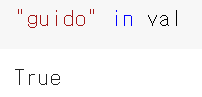 "guido" in val
True